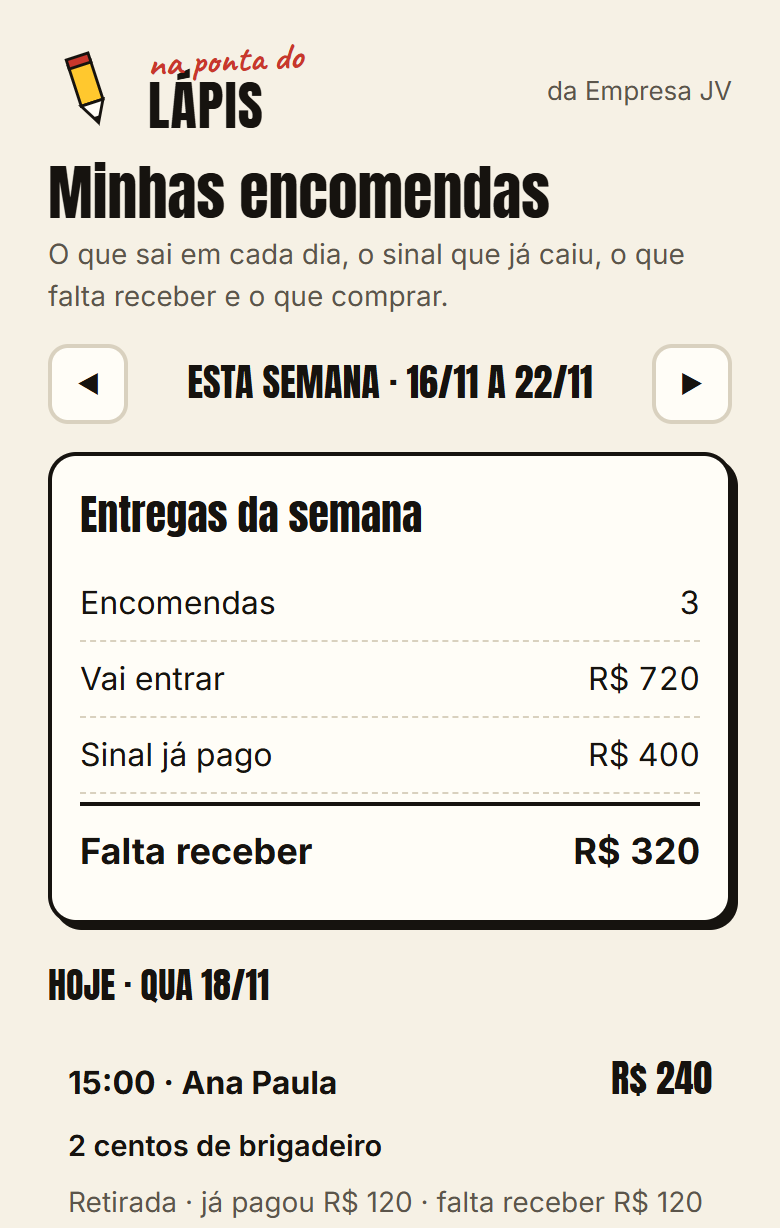 na ponta do
LÁPIS
da Empresa JV
Minhas encomendas
O que sai em cada dia, o sinal que já caiu, o que
falta receber e o que comprar.
◀ ESTA SEMANA · 16/11 A 22/11 ▶
Entregas da semana
Encomendas 3
Vai entrar R$ 720
Sinal já pago R$ 400
Falta receber R$ 320
HOJE · QUA 18/11
15:00 · Ana Paula R$ 240
2 centos de brigadeiro
Retirada · já pagou R$ 120 · falta receber R$ 120